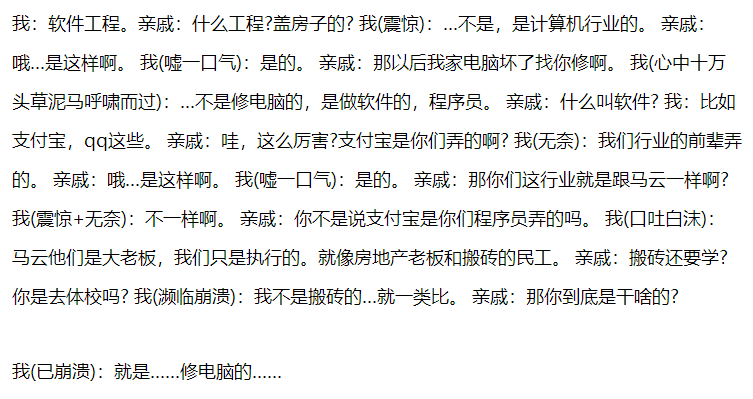 我：软件工程。亲戚：什么工程?盖房子的? 我(震惊)：...不是，是计算机行业的。 亲戚：
哦...是这样啊。 我(嘘一口气)：是的。 亲戚：那以后我家电脑坏了找你修啊。 我(心中十万
头草泥马呼啸而过)：...不是修电脑的，是做软件的，程序员。 亲戚：什么叫软件? 我：比如
支付宝，qq这些。 亲戚：哇，这么厉害?支付宝是你们弄的啊? 我(无奈)：我们行业的前辈弄
的。 亲戚：哦...是这样啊。 我(嘘一口气)：是的。 亲戚：那你们这行业就是跟马云一样啊?
我(震惊+无奈)：不一样啊。 亲戚：你不是说支付宝是你们程序员弄的吗。 我(口吐白沫)：
马云他们是大老板，我们只是执行的。就像房地产老板和搬砖的民工。 亲戚：搬砖还要学?
你是去体校吗? 我(濒临崩溃)：我不是搬砖的...就一类比。 亲戚：那你到底是干啥的?
我(已崩溃)：就是......修电脑的......